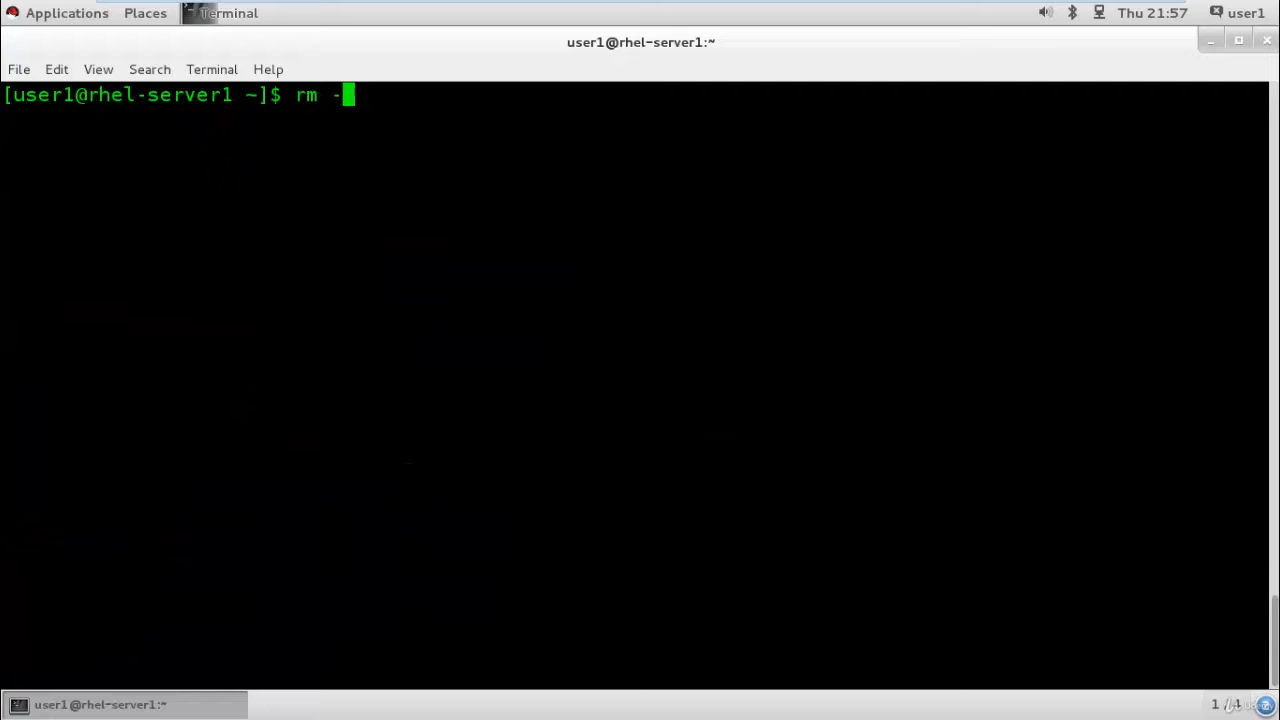 Applications Places Terminal Thu 21:57 user1
user1@rhel-server1:~
File Edit View Search Terminal Help
[user1@rhel-server1 ~]$ rm -
user1@rhel-server1:~ 1